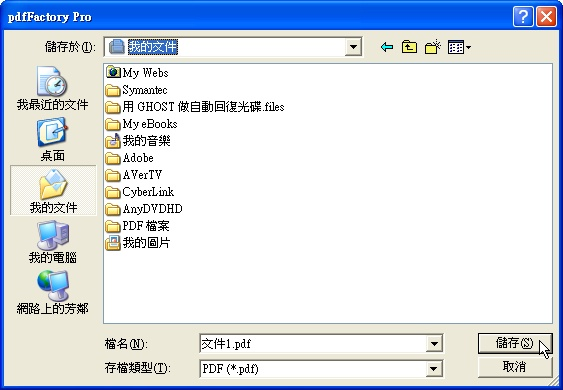 pdfFactory Pro
儲存於(I):
我的文件
我最近的文件
桌面
我的文件
我的電腦
網路上的芳鄰
My Webs
Symantec
用 GHOST 做自動回復光碟.files
My eBooks
我的音樂
Adobe
AVerTV
CyberLink
AnyDVDHD
PDF 檔案
我的圖片
檔名(N):
文件1.pdf
儲存(S)
存檔類型(T):
PDF (*.pdf)
取消